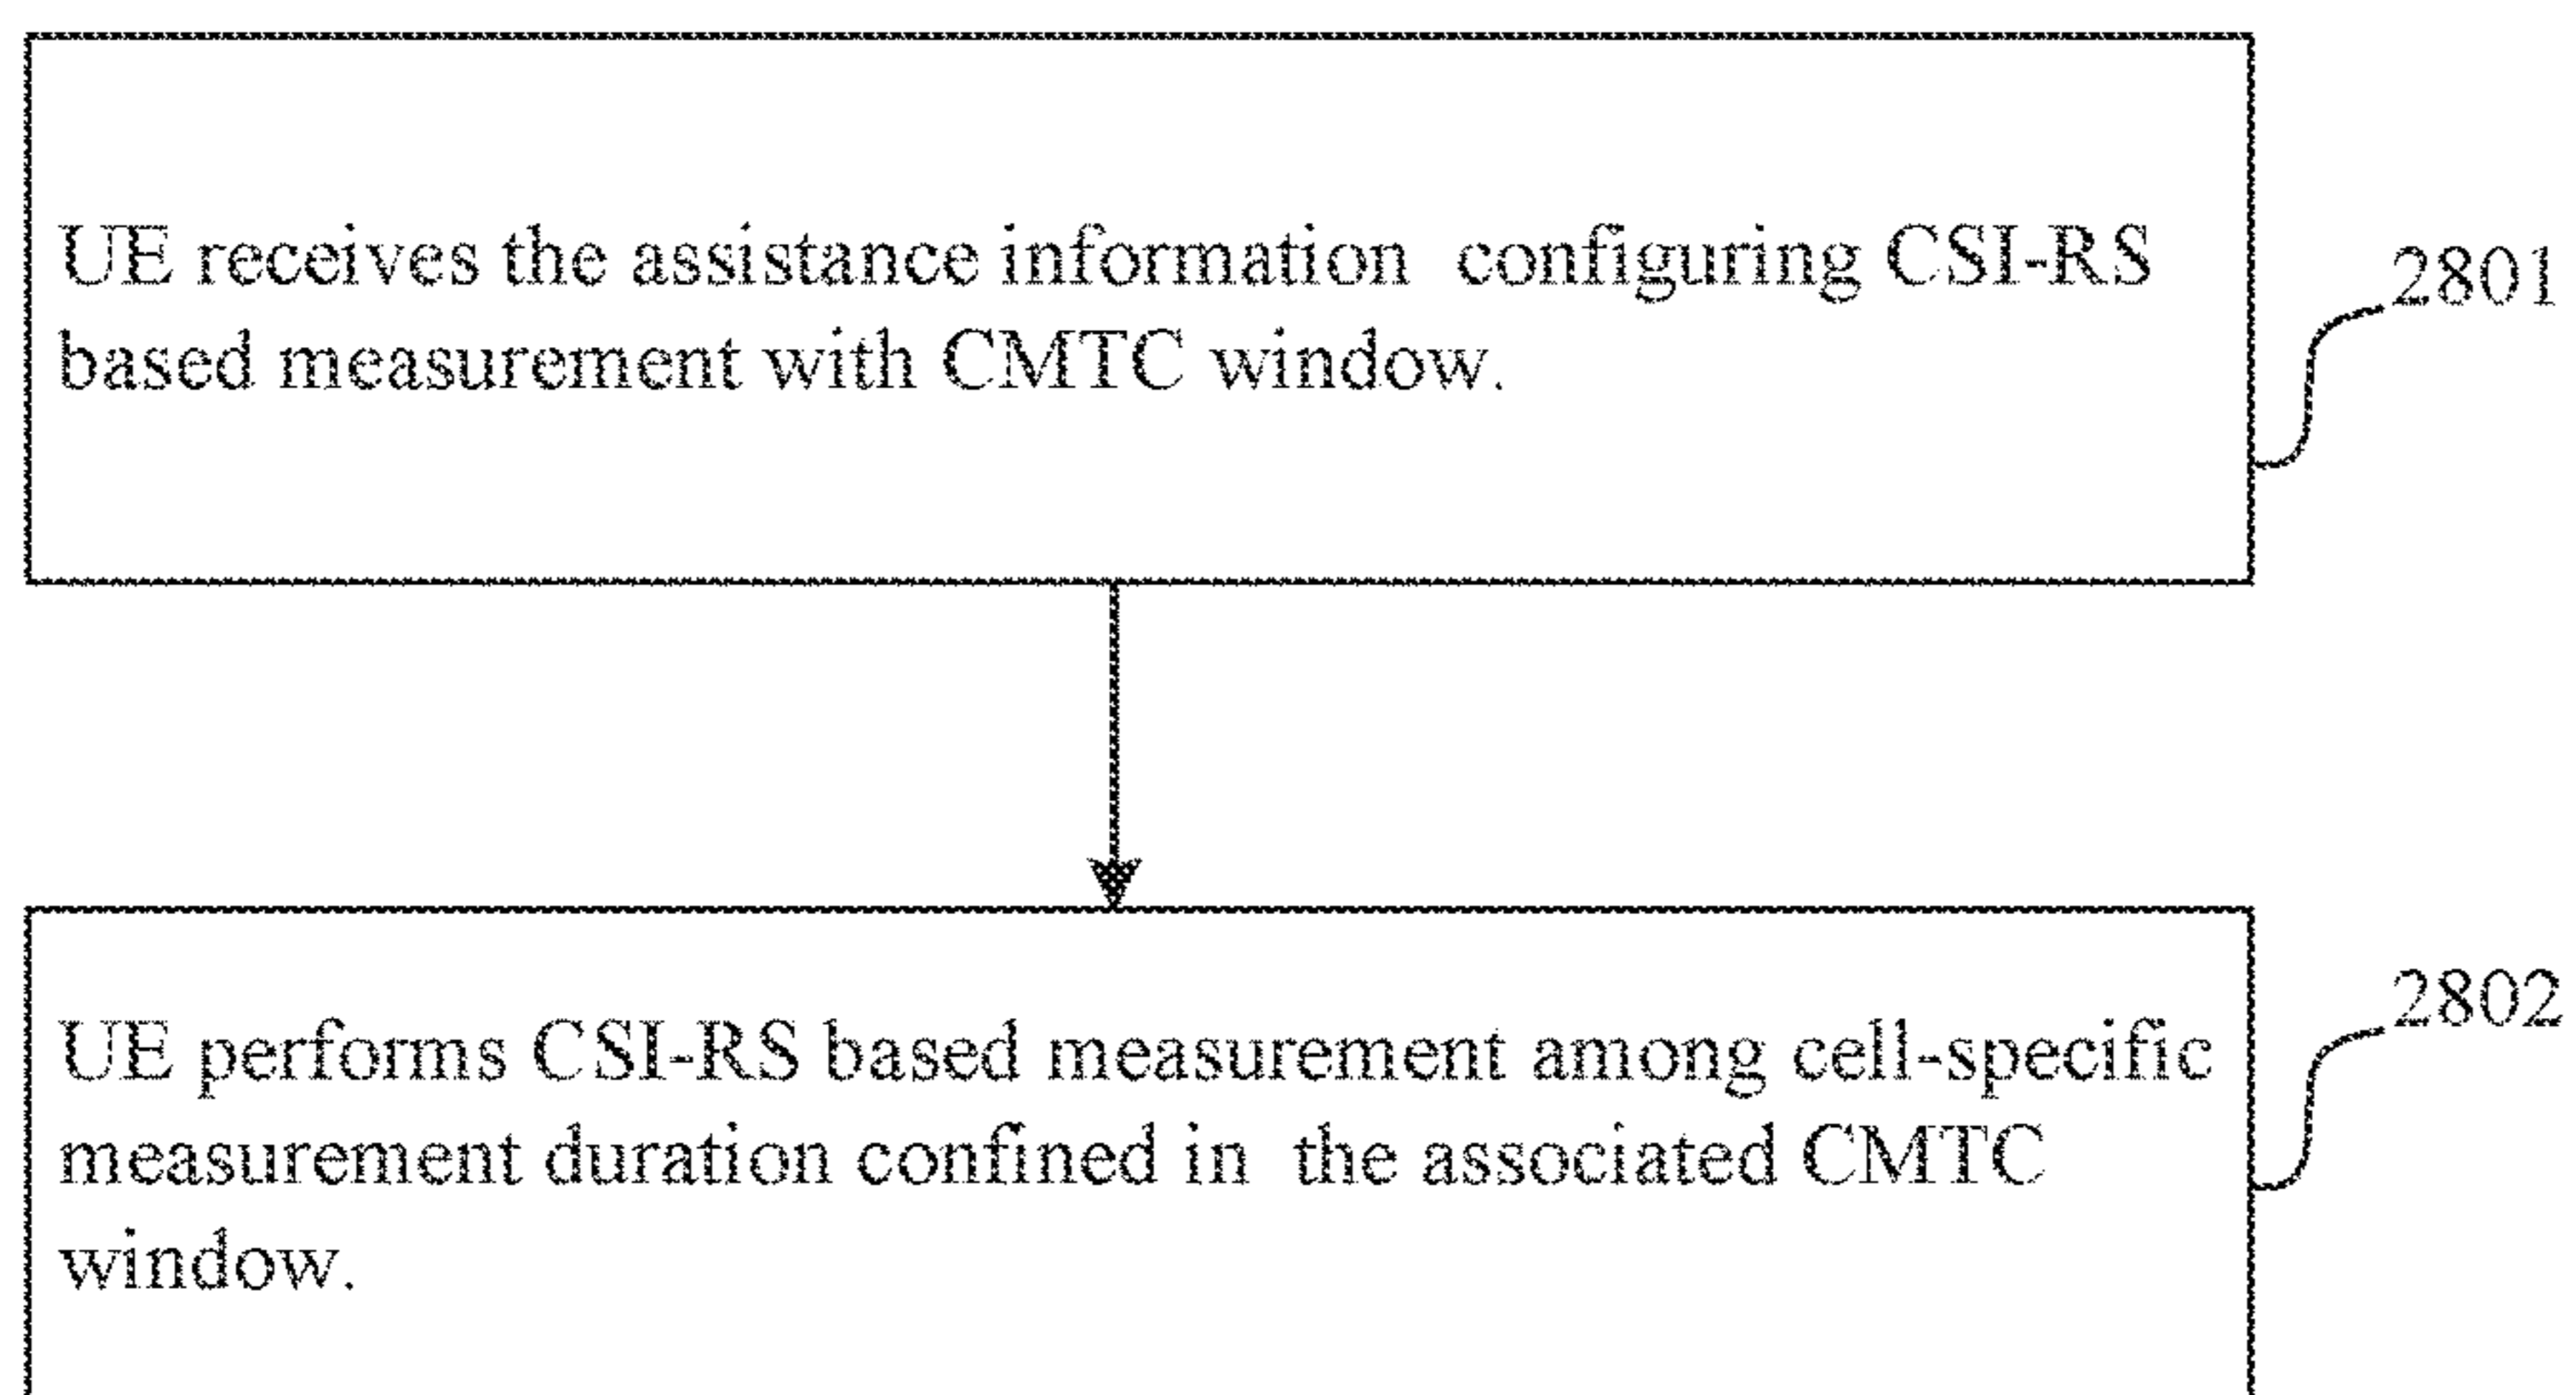 UE receives the assistance information configuring CSI-RS
based measurement with CMTC window.
2801
UE performs CSI-RS based measurement among cell-specific
measurement duration confined in the associated CMTC
window.
2802